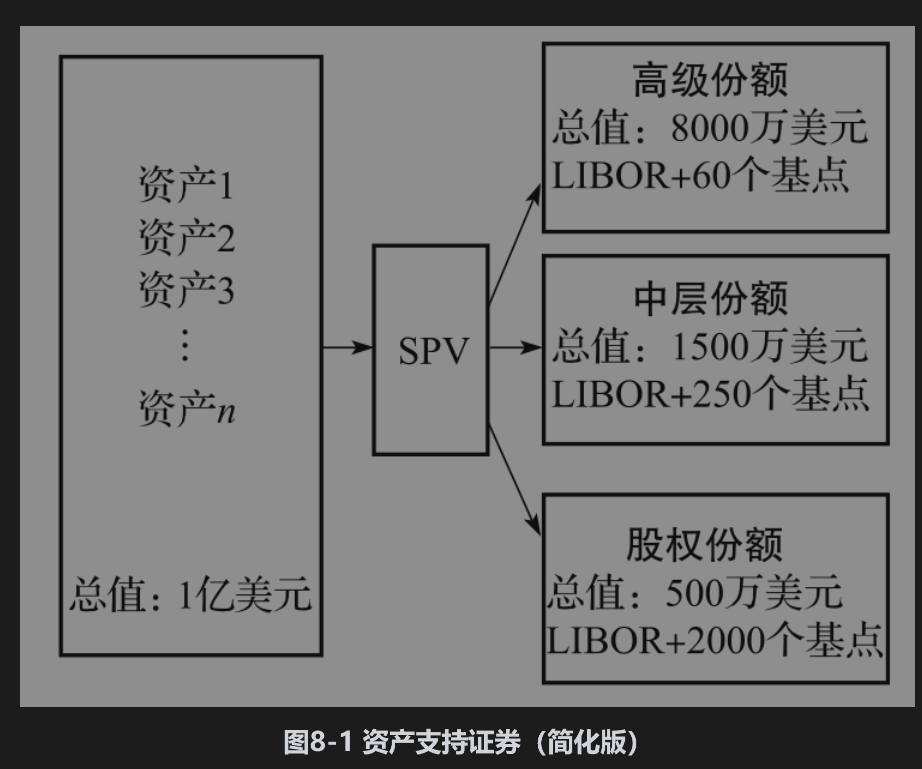 资产1
资产2
资产3
⋮
资产n
总值：1亿美元
SPV
高级份额
总值：8000万美元
LIBOR+60个基点
中层份额
总值：1500万美元
LIBOR+250个基点
股权份额
总值：500万美元
LIBOR+2000个基点
图8-1 资产支持证券（简化版）